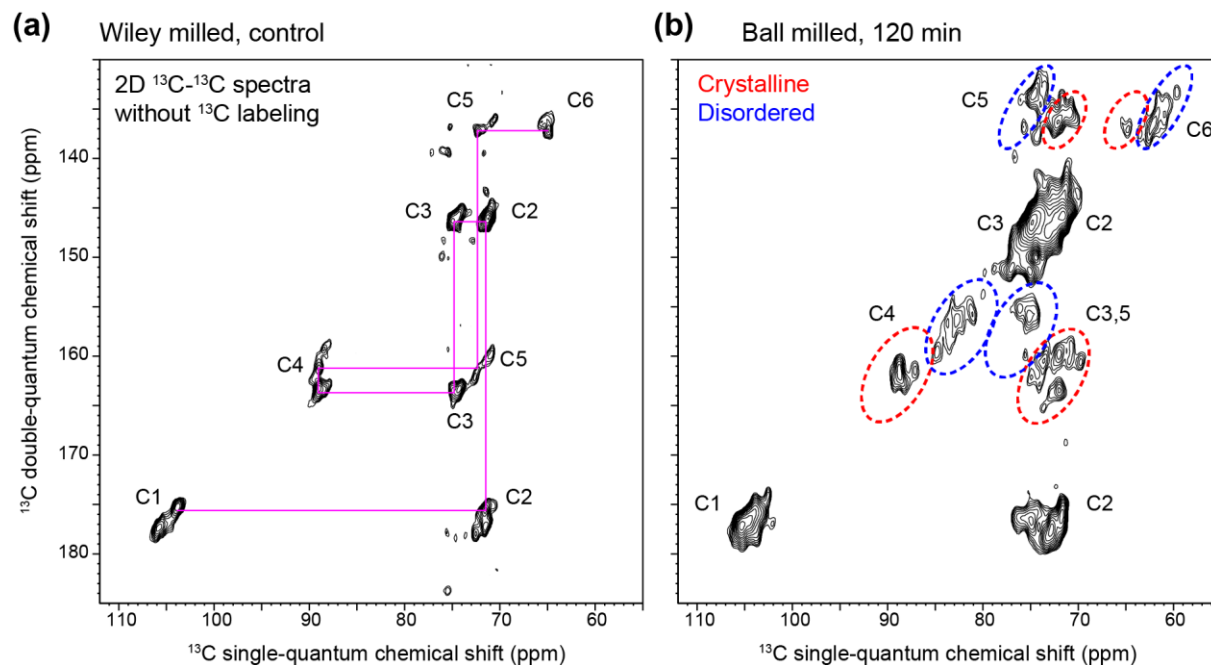 (a) Wiley milled, control
2D ¹³C-¹³C spectra
without ¹³C labeling
C5 C6
C3 C2
C4 C5
C3
C1 C2
140
150
160
170
180
¹³C double-quantum chemical shift (ppm)
110 100 90 80 70 60
¹³C single-quantum chemical shift (ppm)
(b) Ball milled, 120 min
Crystalline
Disordered
C5
C6
C3 C2
C4 C3,5
C1 C2
110 100 90 80 70 60
¹³C single-quantum chemical shift (ppm)